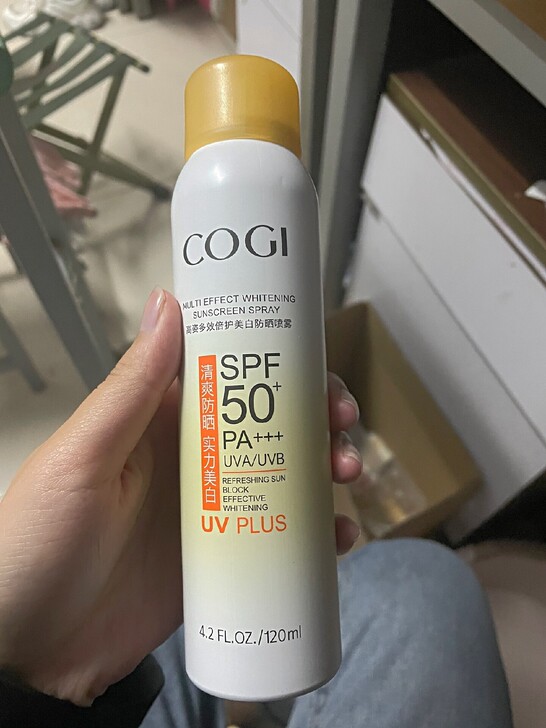 COGI
MULTI EFFECT WHITENING
SUNSCREEN SPRAY
高姿多效倍护美白防晒喷雾
清爽防晒 实力美白
SPF
50+
PA+++
UVA/UVB
REFRESHING SUN
BLOCK
EFFECTIVE
WHITENING
UV PLUS
4.2 FL.OZ./120ml